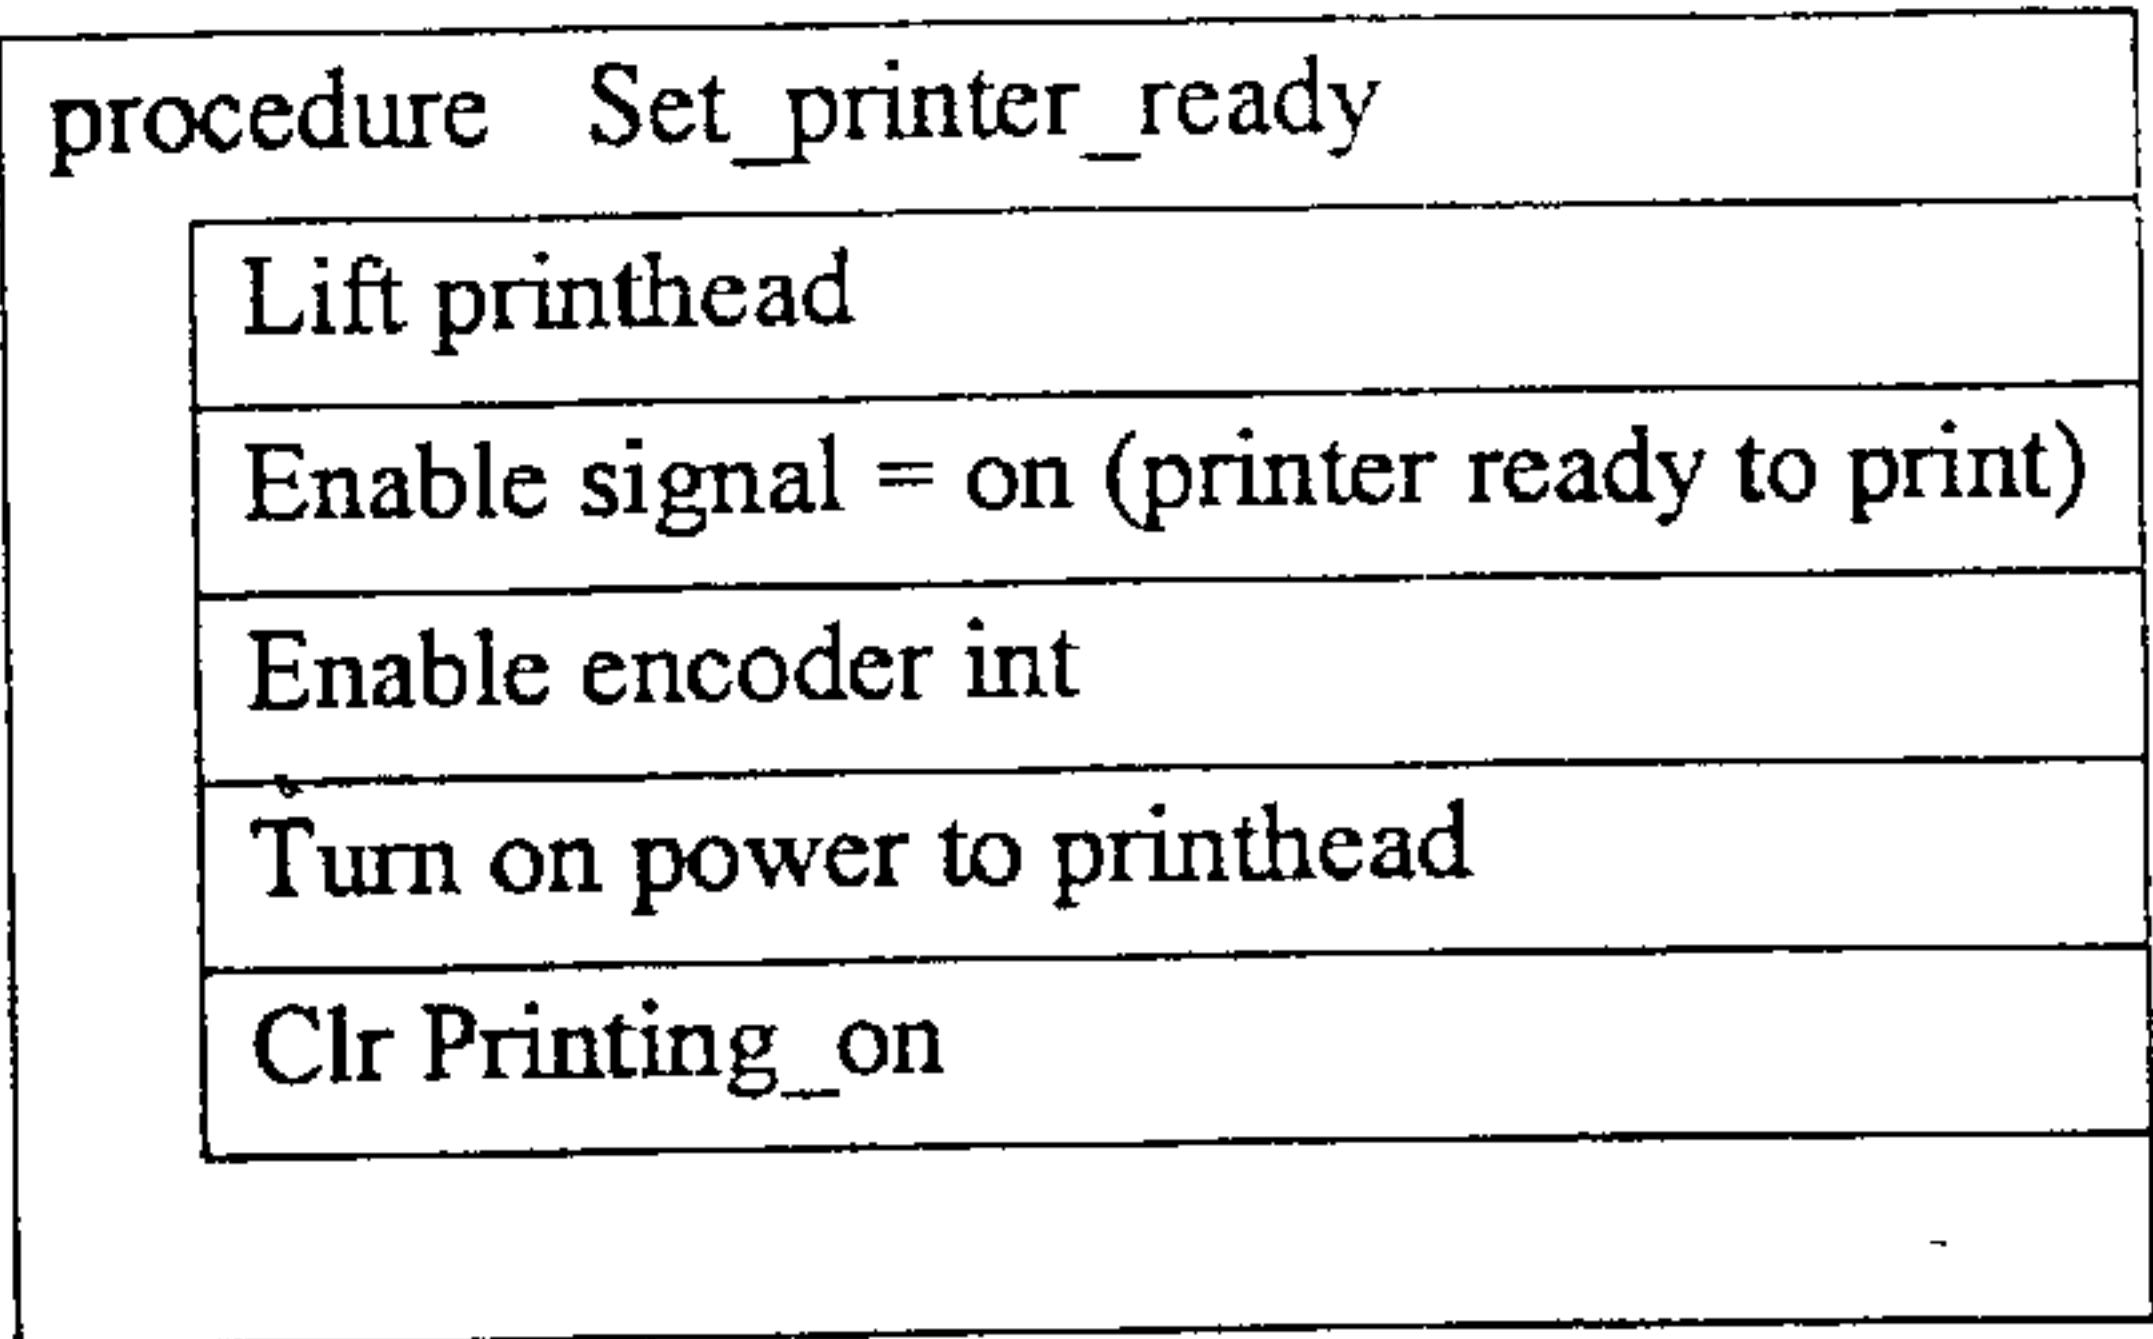 procedure Set_printer_ready
Lift printhead
Enable signal = on (printer ready to print)
Enable encoder int
Turn on power to printhead
Clr Printing_on